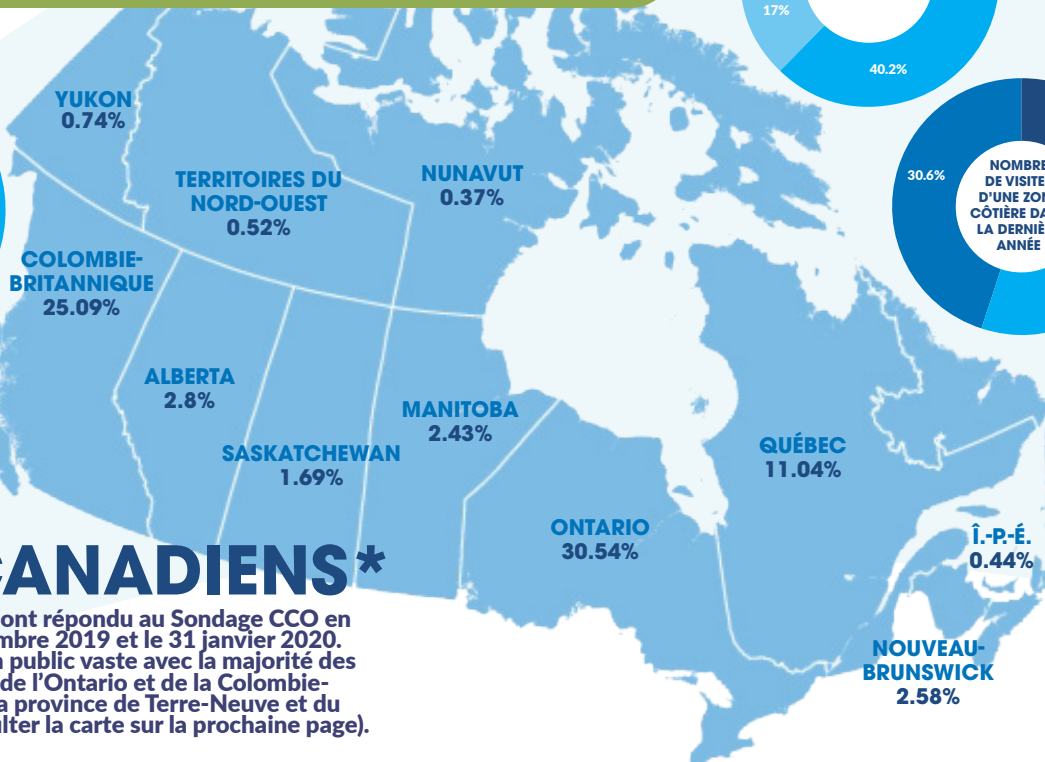 17%
40.2%
YUKON
0.74%
TERRITOIRES DU
NORD-OUEST
0.52%
NUNAVUT
0.37%
30.6%
NOMBRE
DE VISITE
D'UNE ZON
CÔTIÈRE DA
LA DERNIÈ
ANNÉE
COLOMBIE-
BRITANNIQUE
25.09%
ALBERTA
2.8%
SASKATCHEWAN
1.69%
MANITOBA
2.43%
QUÉBEC
11.04%
ONTARIO
30.54%
Î.-P.-É.
0.44%
NOUVEAU-
BRUNSWICK
2.58%
CANADIENS*
ont répondu au Sondage CCO en
mbre 2019 et le 31 janvier 2020.
public vaste avec la majorité des
de l'Ontario et de la Colombie-
a province de Terre-Neuve et du
lter la carte sur la prochaine page).